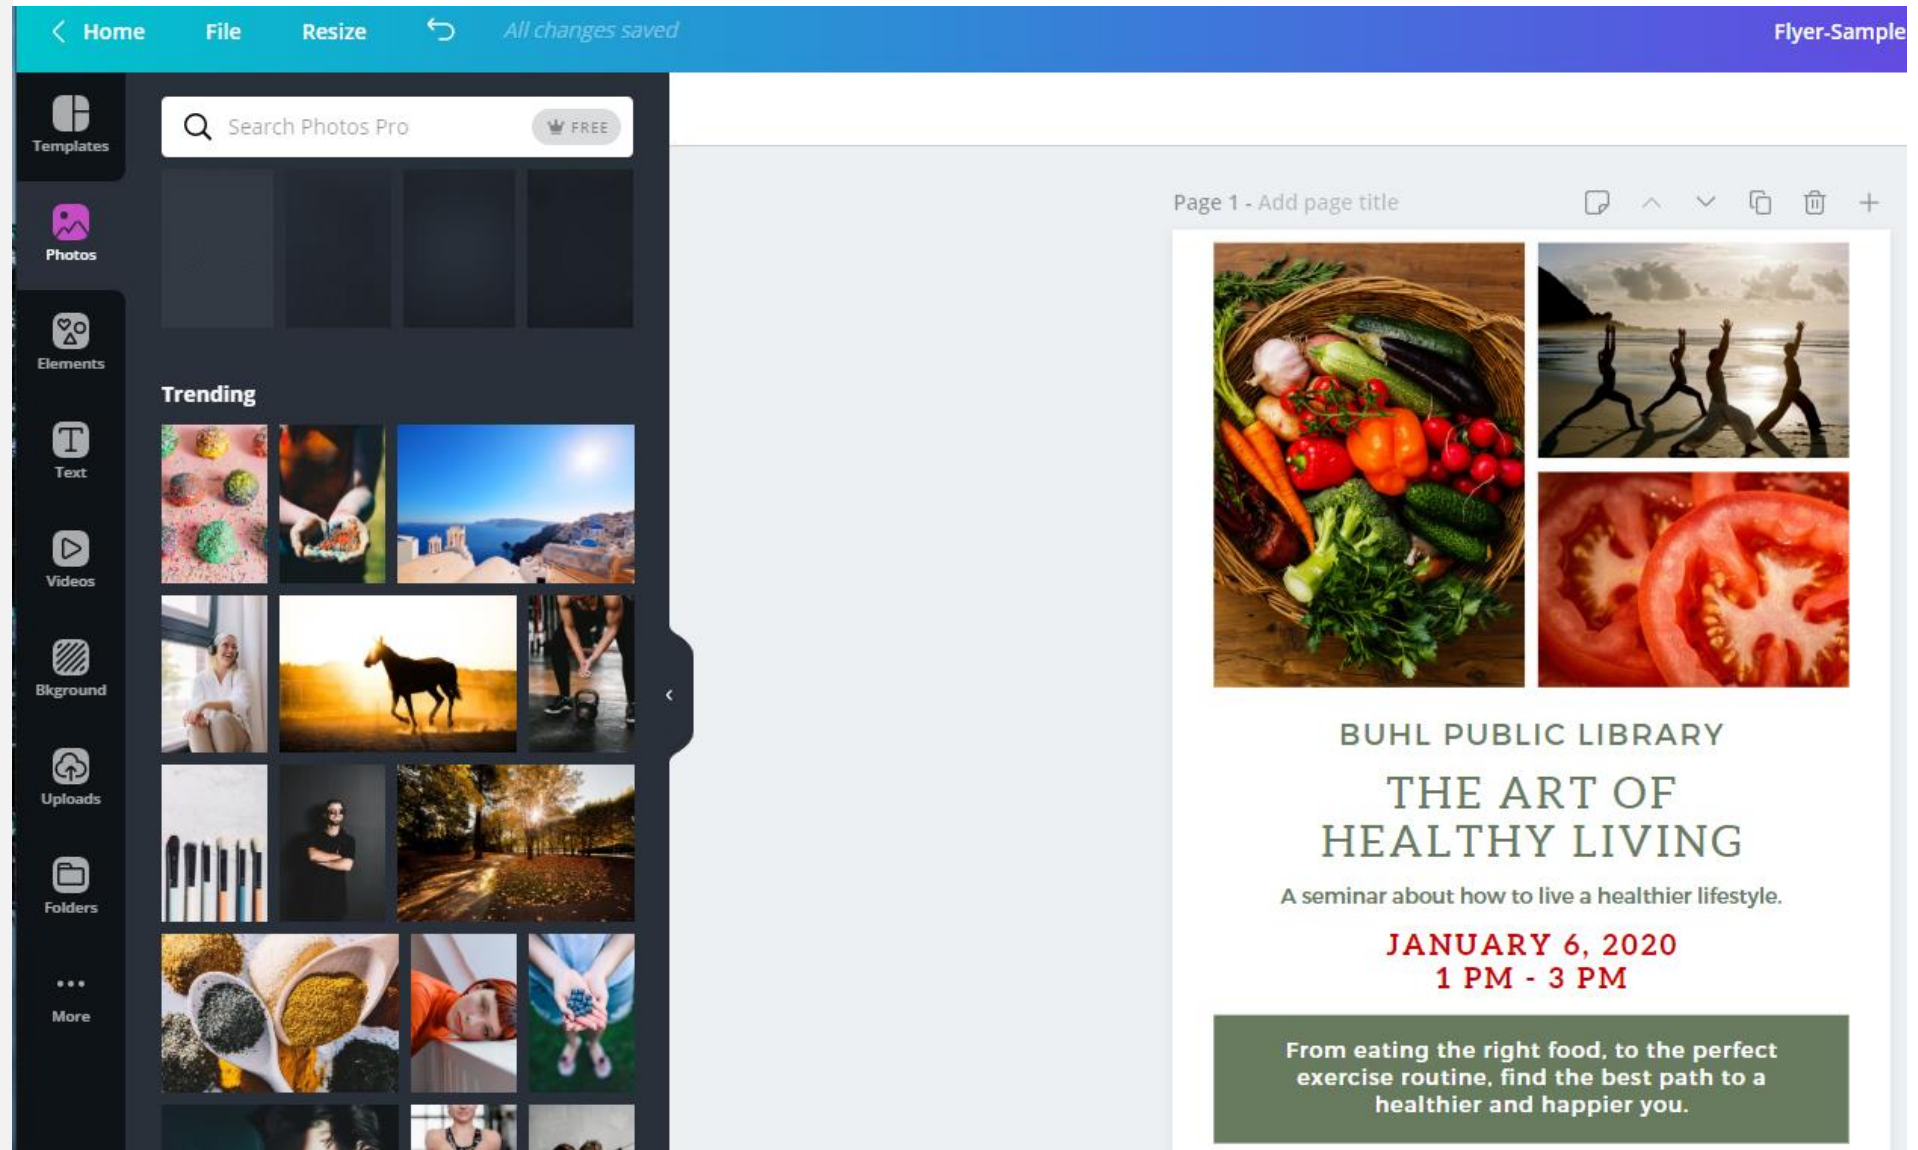 Home File Resize All changes saved Flyer-Sample
Templates
Photos
Elements
Text
Videos
Bkground
Uploads
Folders
More
Search Photos Pro FREE
Trending
Page 1 - Add page title
BUHL PUBLIC LIBRARY
THE ART OF
HEALTHY LIVING
A seminar about how to live a healthier lifestyle.
JANUARY 6, 2020
1 PM - 3 PM
From eating the right food, to the perfect
exercise routine, find the best path to a
healthier and happier you.